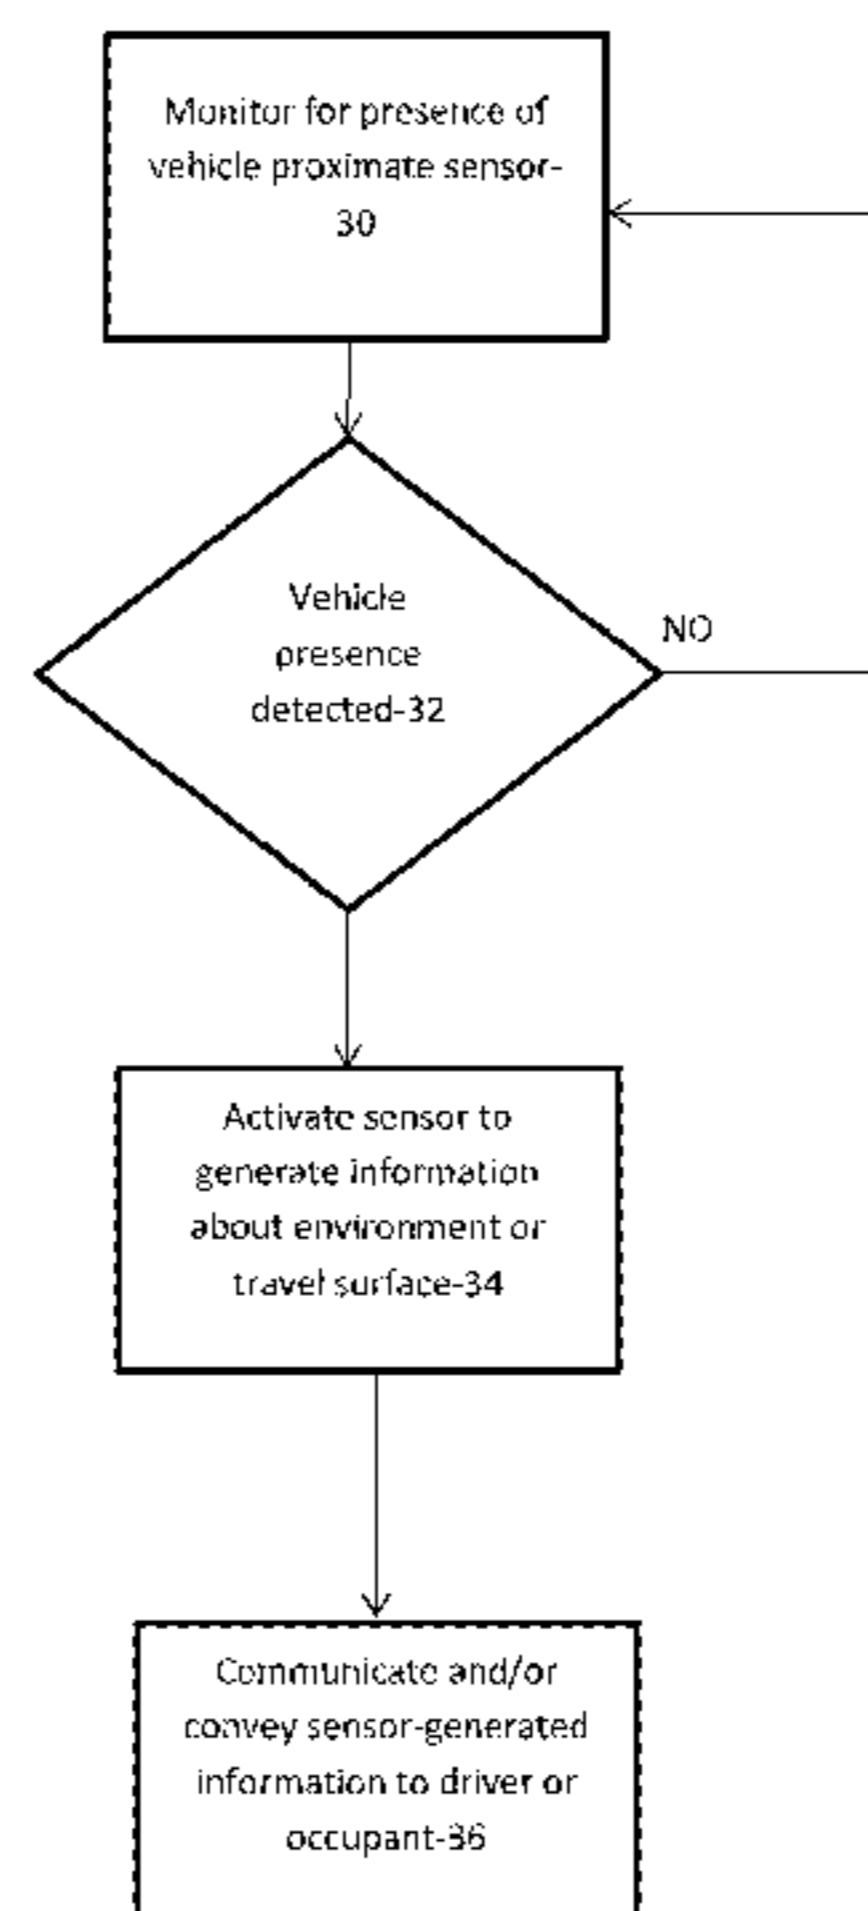 Monitor for presence of
vehicle proximate sensor-
30
Vehicle
presence
detected-32
NO
Activate sensor to
generate information
about environment or
travel surface-34
Communicate and/or
convey sensor-generated
information to driver or
occupant-36